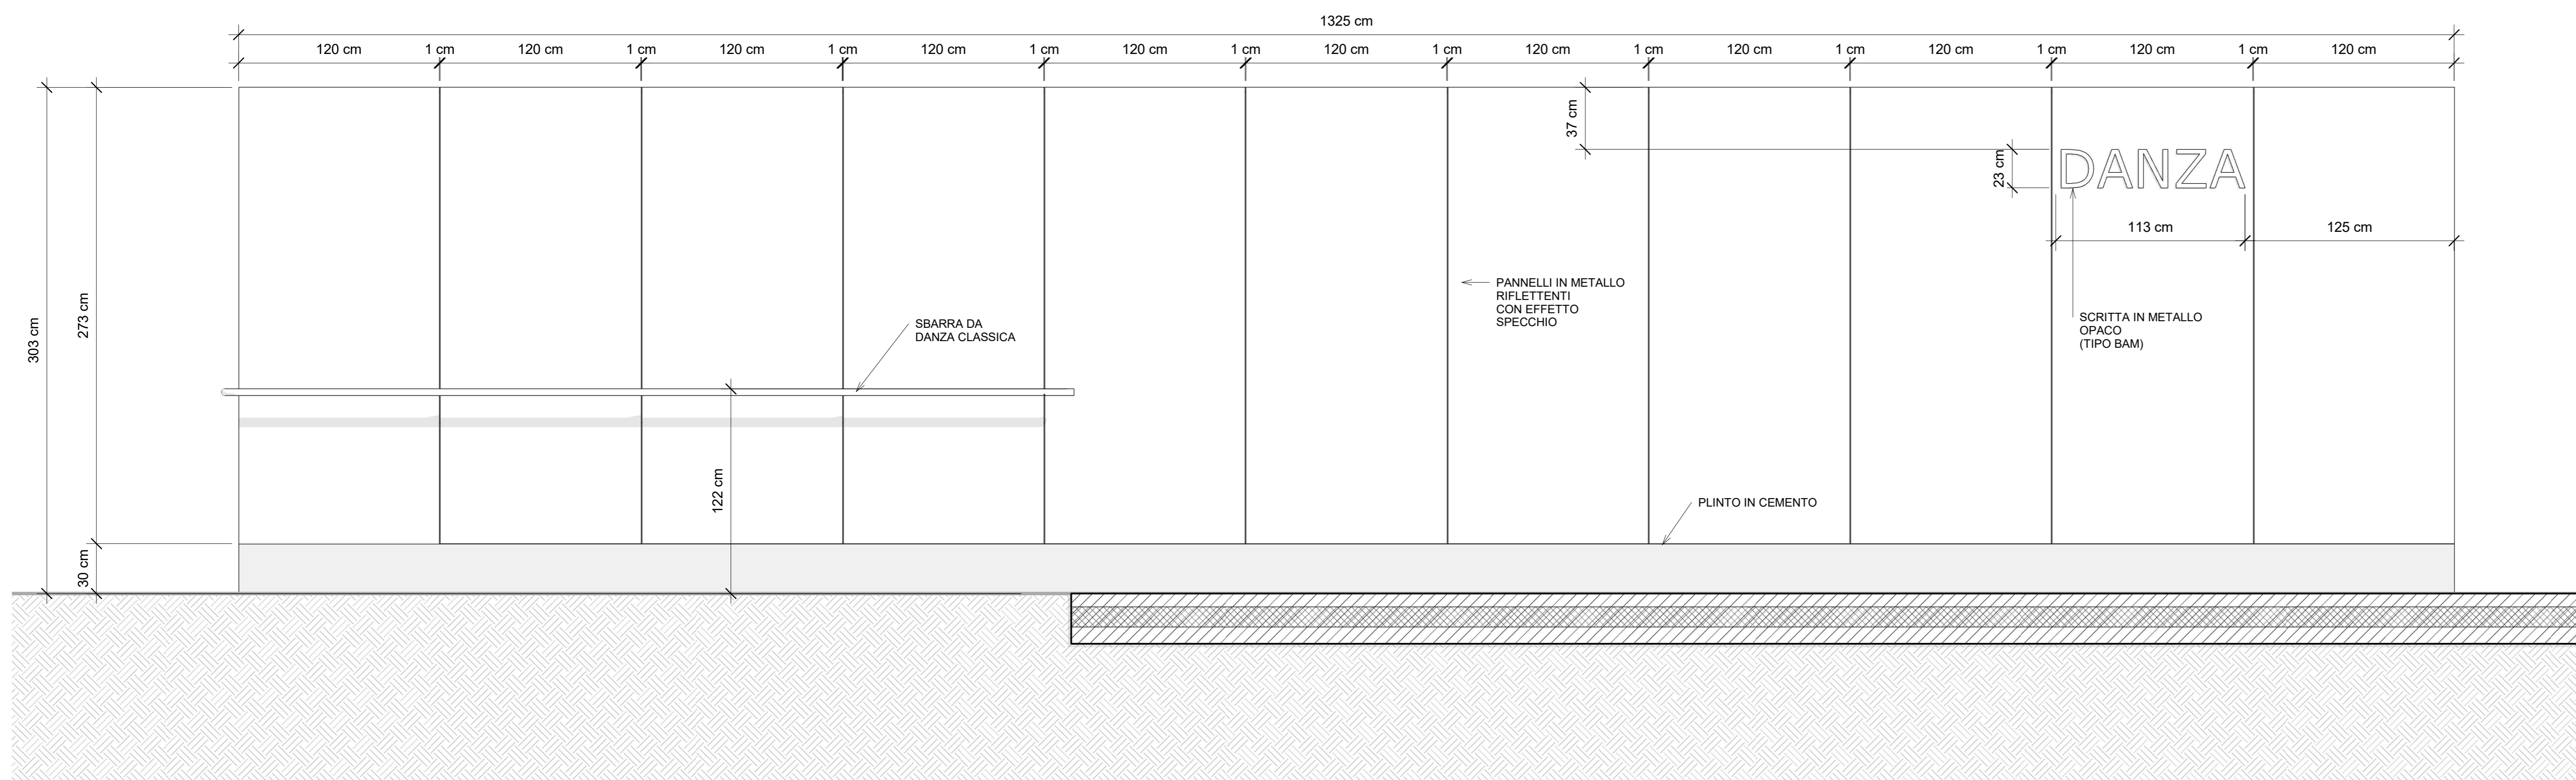 1325 cm
120 cm 1 cm 120 cm 1 cm 120 cm 1 cm 120 cm 1 cm 120 cm 1 cm 120 cm 1 cm 120 cm 1 cm 120 cm 1 cm 120 cm 1 cm 120 cm 1 cm 120 cm
37 cm
23 cm
DANZA
113 cm
125 cm
303 cm
273 cm
30 cm
SBARRA DA
DANZA CLASSICA
PANNELLI IN METALLO
RIFLETTENTI
CON EFFETTO
SPECCHIO
SCRITTA IN METALLO
OPACO
(TIPO BAM)
122 cm
PLINTO IN CEMENTO